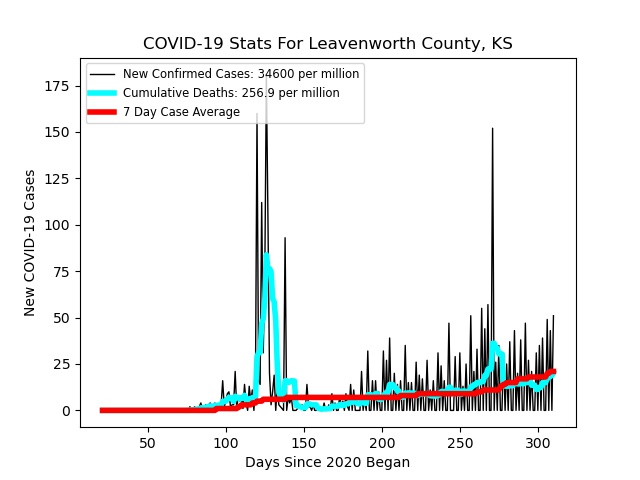 COVID-19 Stats For Leavenworth County, KS
New Confirmed Cases: 34600 per million
Cumulative Deaths: 256.9 per million
7 Day Case Average
New COVID-19 Cases
175
150
125
100
75
50
25
0
50 100 150 200 250 300
Days Since 2020 Began